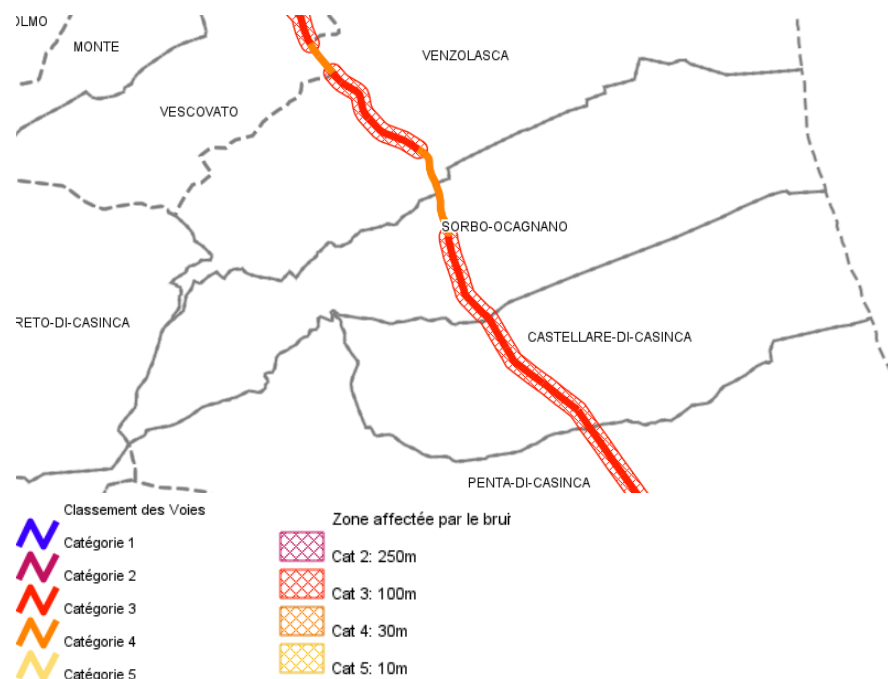 OLMO
MONTE
VENZOLASCA
VESCOVATO
SORBO-OCAGNANO
RETO-DI-CASINCA
CASTELLARE-DI-CASINCA
PENTA-DI-CASINCA
Classement des Voies
Catégorie 1
Catégorie 2
Catégorie 3
Catégorie 4
Catégorie 5
Zone affectée par le brui
Cat 2: 250m
Cat 3: 100m
Cat 4: 30m
Cat 5: 10m